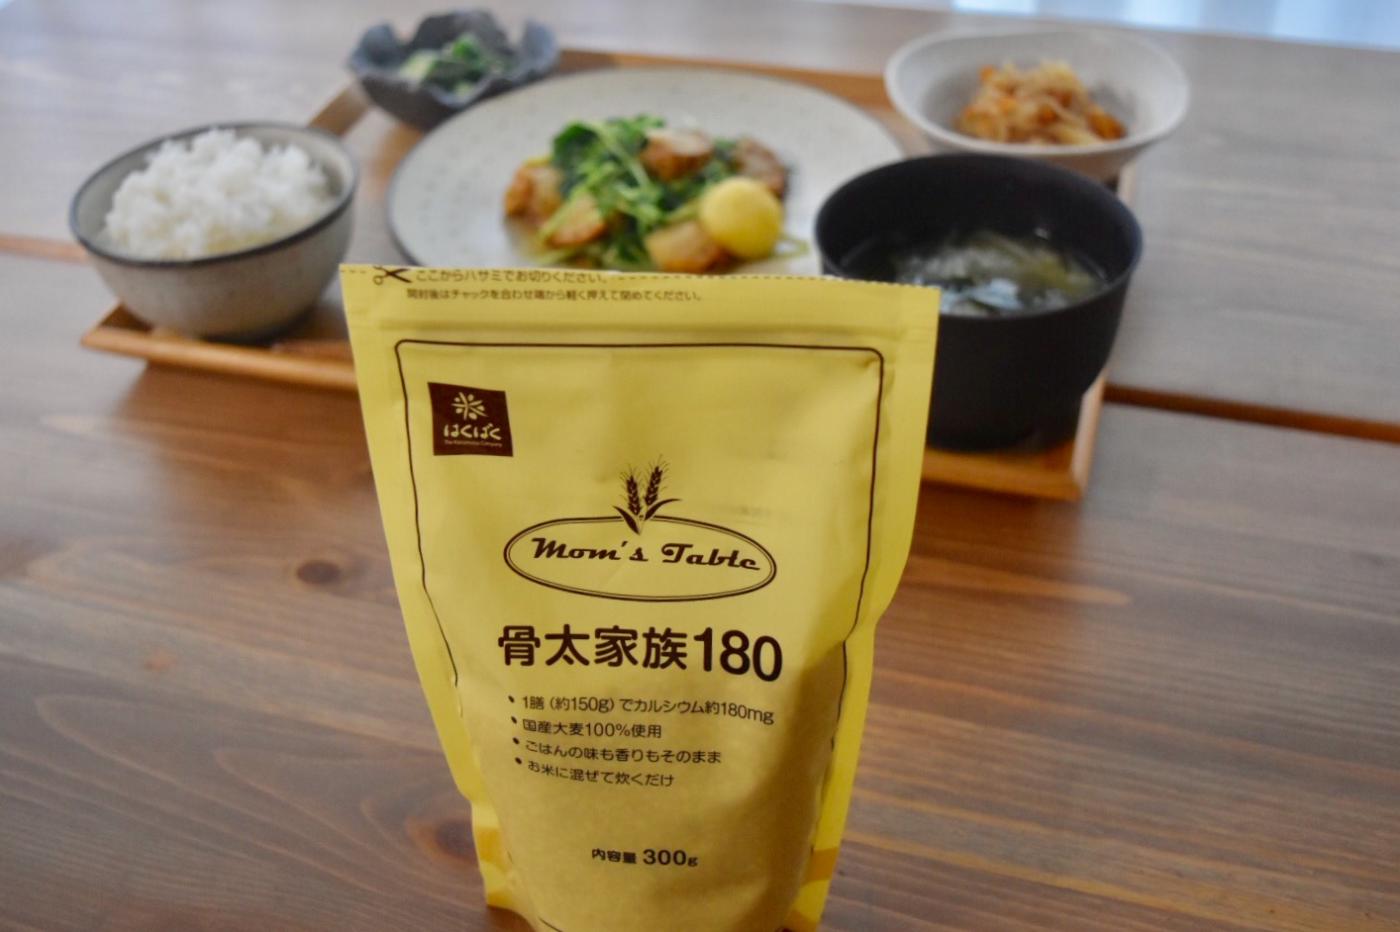 ここからハサミでお切りください。
開封後はチャックを合わせ端から軽く押えて閉めてください。
はくばく
The Kokumotsu Company
Mom's Table
骨太家族180
・1膳(約150g)でカルシウム約180mg
・国産大麦100%使用
・ごはんの味も香りもそのまま
・お米に混ぜて炊くだけ
内容量 300g